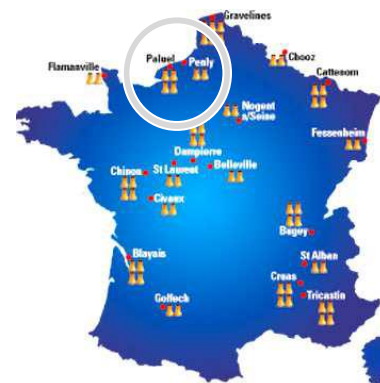 Gravelines
Paluel
Penly
Chooz
Flamanville
Cattenom
Nogent
s/Seine
Fessenheim
Dampierre
Chinon
St Laurent
Belleville
Civaux
Bugey
Blayais
St Alban
Cruas
Golfech
Tricastin